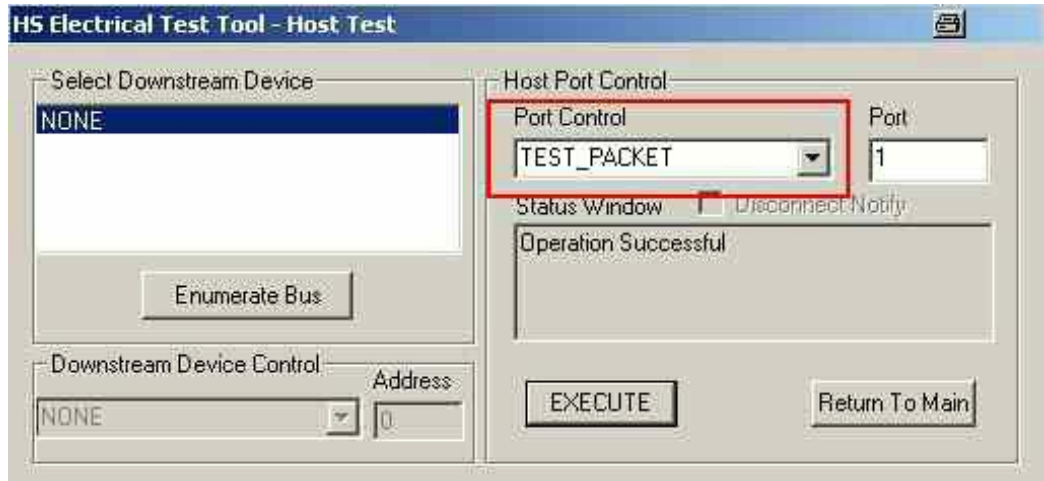 HS Electrical Test Tool - Host Test
Select Downstream Device
NONE
Enumerate Bus
Downstream Device Control
Address
NONE
0
Host Port Control
Port Control
Port
TEST_PACKET
1
Status Window
Disconnect Notify
Operation Successful
EXECUTE
Return To Main